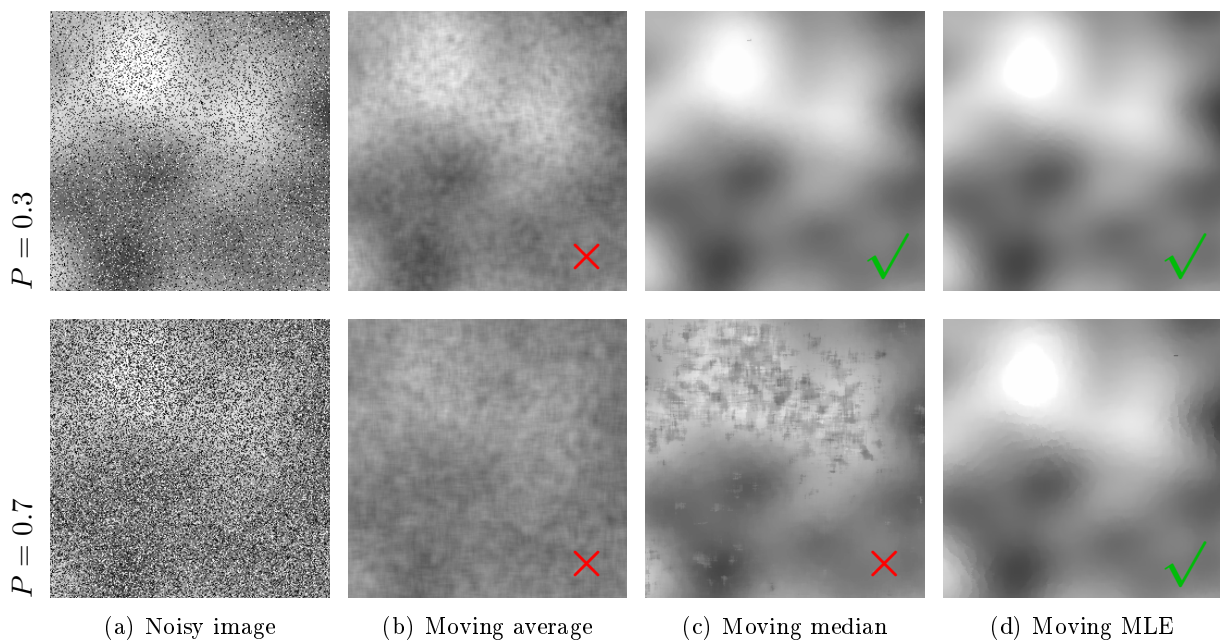 P = 0.3
P = 0.7
(a) Noisy image
(b) Moving average
(c) Moving median
(d) Moving MLE